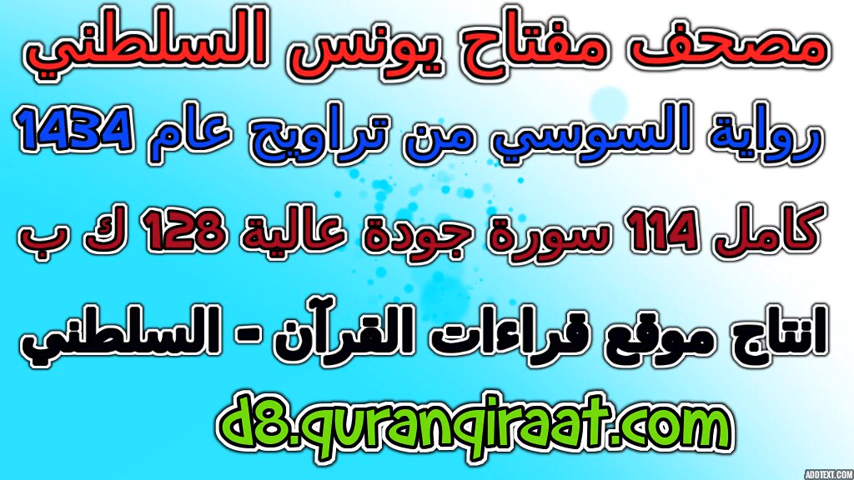 مصحف مفتاح يونس السلطني
رواية السوسي من تراويح عام 1434
كامل 114 سورة جودة عالية 128 ك ب
انتاج موقع قراءات القرآن - السلطني
d8.quranqiraat.com
ADDTEXT.COM